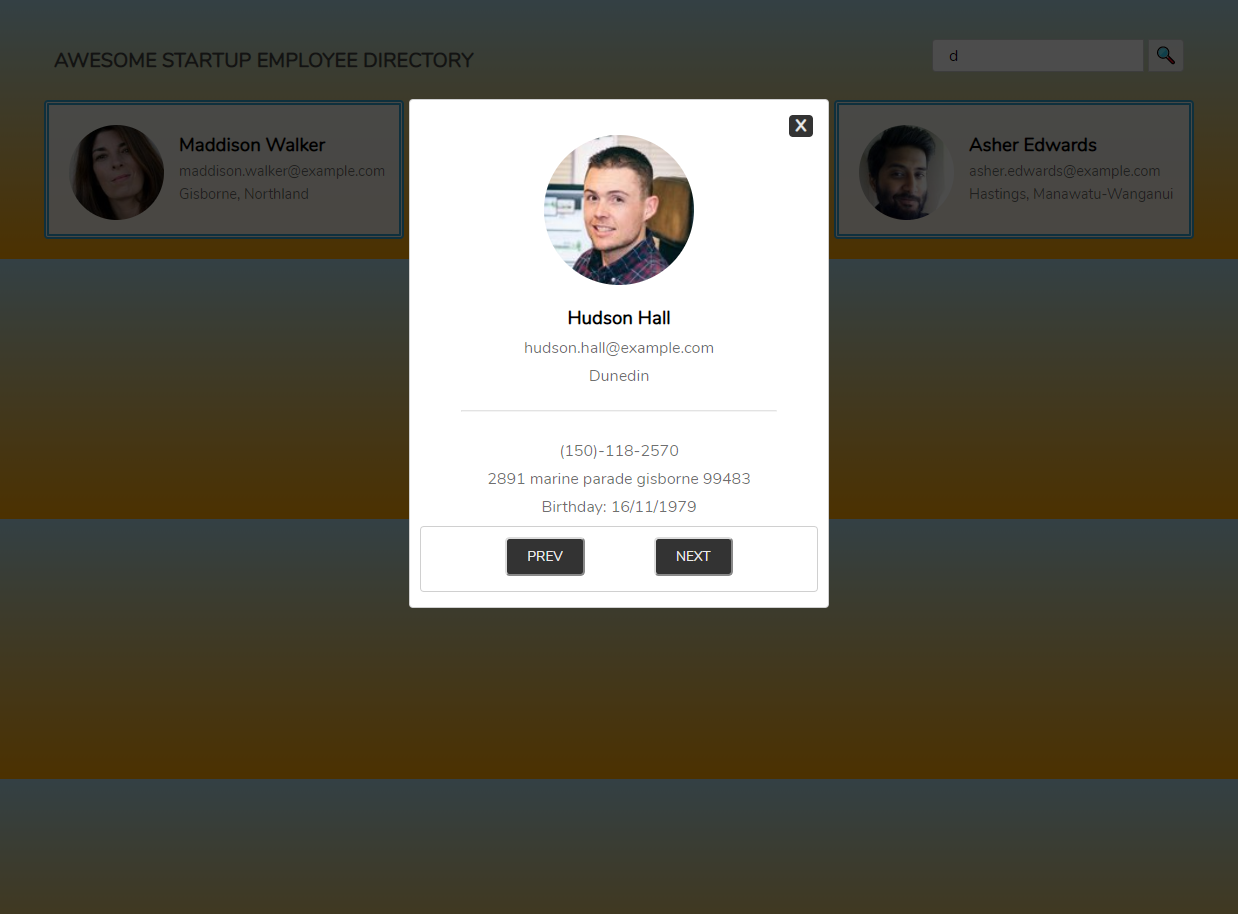 AWESOME STARTUP EMPLOYEE DIRECTORY
d
Maddison Walker
maddison.walker@example.com
Gisborne, Northland
X
Hudson Hall
hudson.hall@example.com
Dunedin
(150)-118-2570
2891 marine parade gisborne 99483
Birthday: 16/11/1979
PREV NEXT
Asher Edwards
asher.edwards@example.com
Hastings, Manawatu-Wanganui